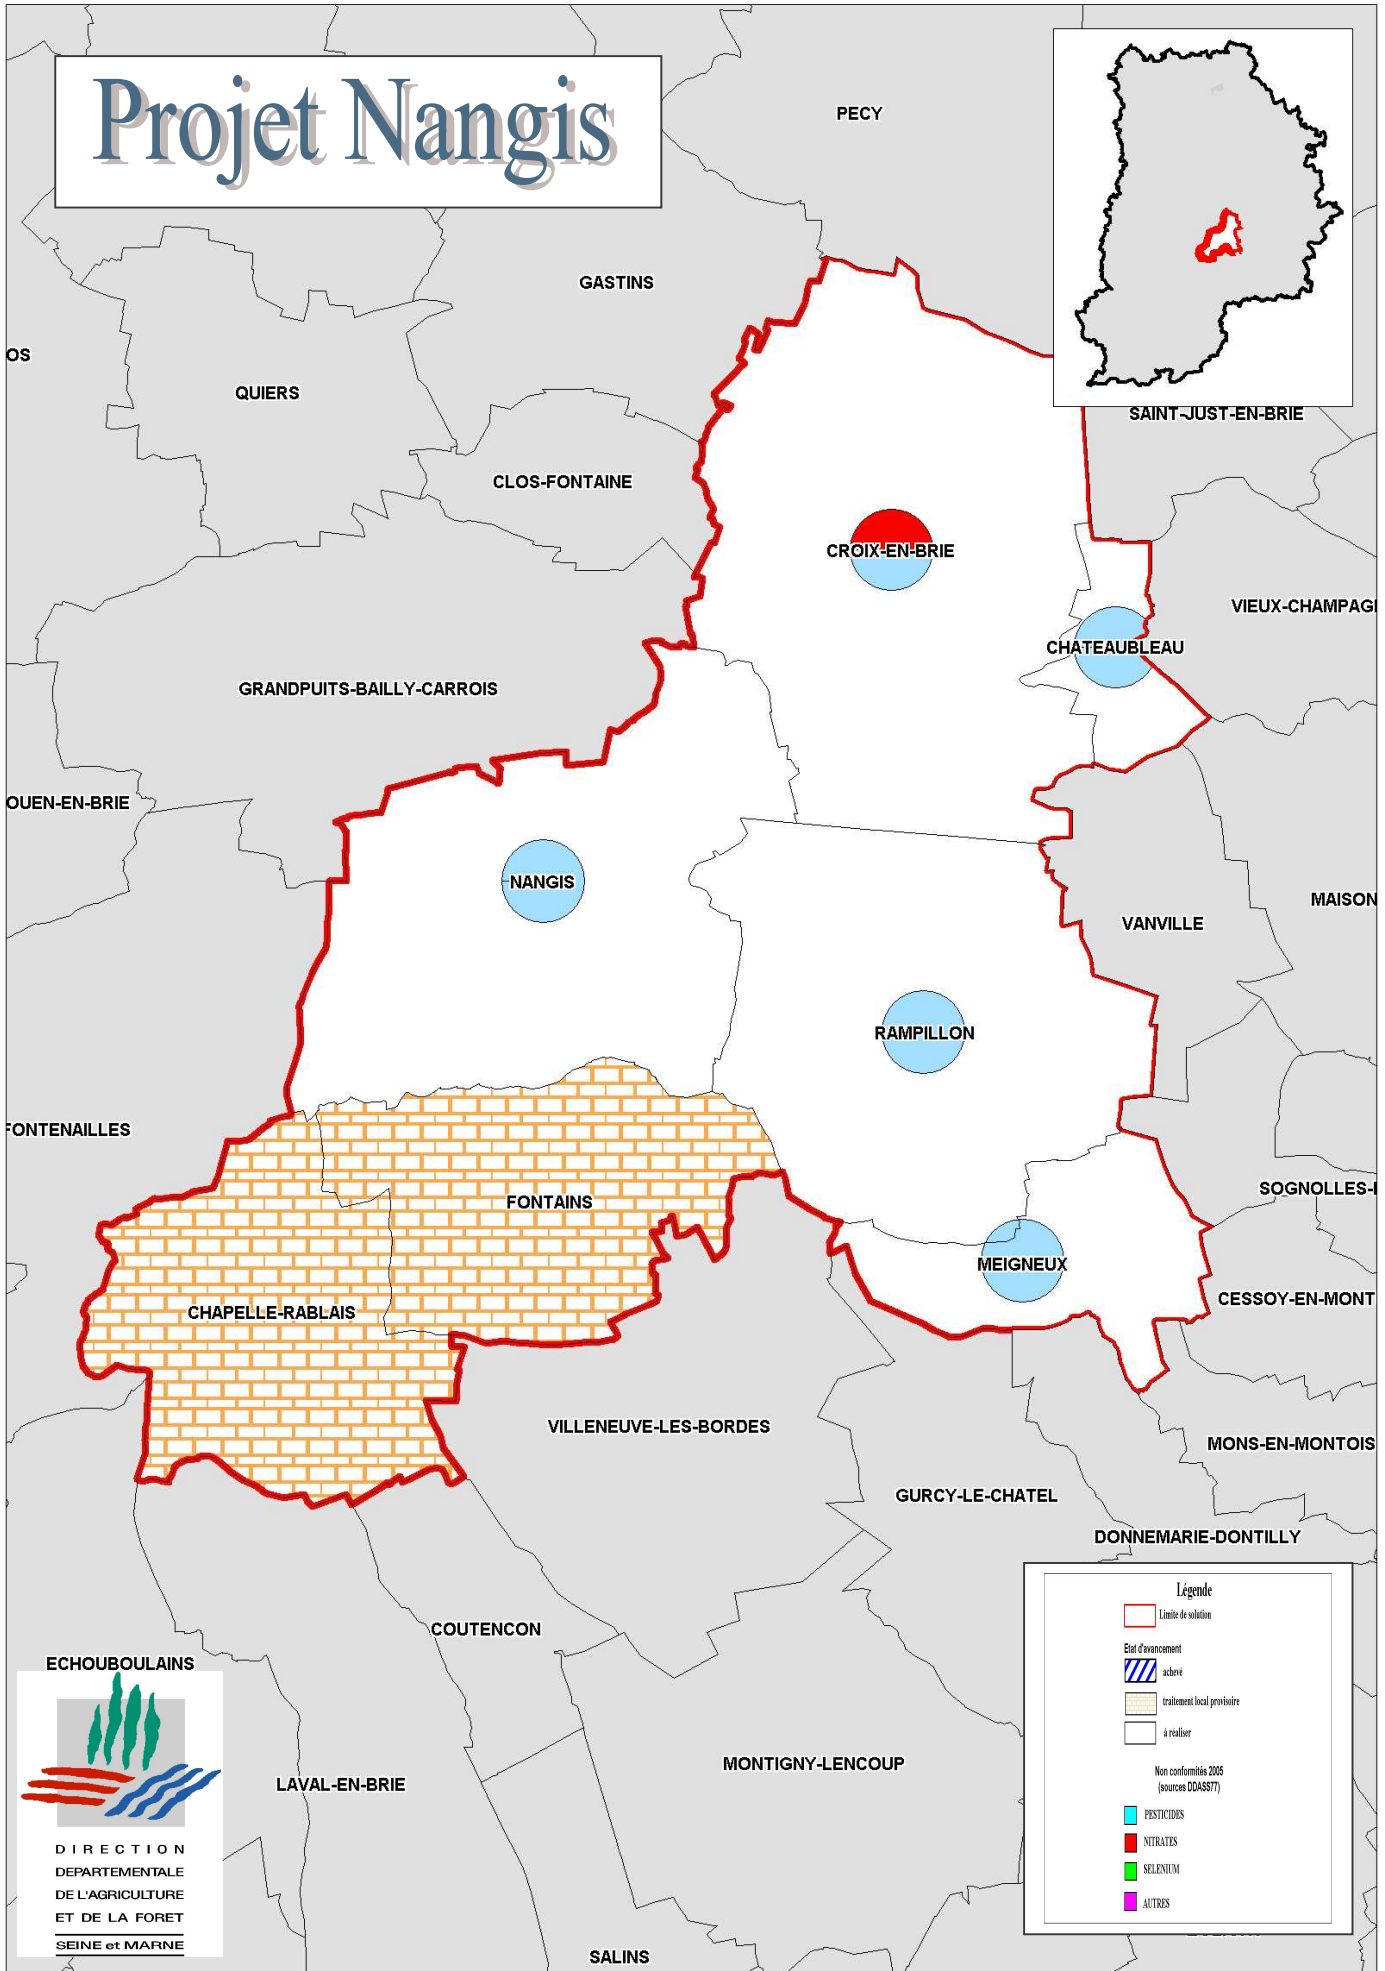 Projet Nangis
PECY
GASTINS
OS
QUIERS
SAINT-JUST-EN-BRIE
CLOS-FONTAINE
CROIX-EN-BRIE
VIEUX-CHAMPAG
CHATEAUBLEAU
GRANDPUITS-BAILLY-CARROIS
OUEN-EN-BRIE
NANGIS
MAISON
VANVILLE
RAMPILLON
FONTENAILLES
SOGNOLLES-
FONTAINS
MEIGNEUX
CESSOY-EN-MONT
CHAPELLE-RABLAIS
VILLENEUVE-LES-BORDES
MONS-EN-MONTOIS
GURCY-LE-CHATEL
DONNEMARIE-DONTILLY
COUTENCON
ECHOUBOULAINS
MONTIGNY-LENCOUP
LAVAL-EN-BRIE
SALINS
Légende
Limite de solution
Etat d'avancement
achevé
traitement local provisoire
à réaliser
Non conformités 2005
(sources DDASS77)
PESTICIDES
NITRATES
SELENIUM
AUTRES
DIRECTION
DEPARTEMENTALE
DE L'AGRICULTURE
ET DE LA FORET
SEINE et MARNE